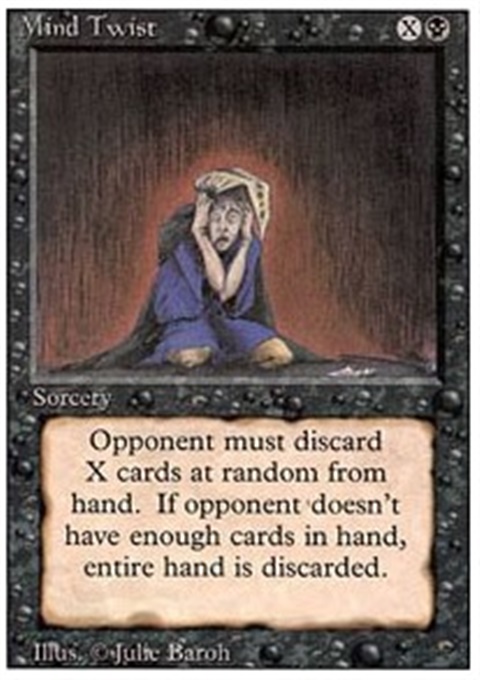 Mind Twist
X
Sorcery
Opponent must discard
X cards at random from
hand. If opponent doesn't
have enough cards in hand,
entire hand is discarded.
Illus. © Julie Baroh